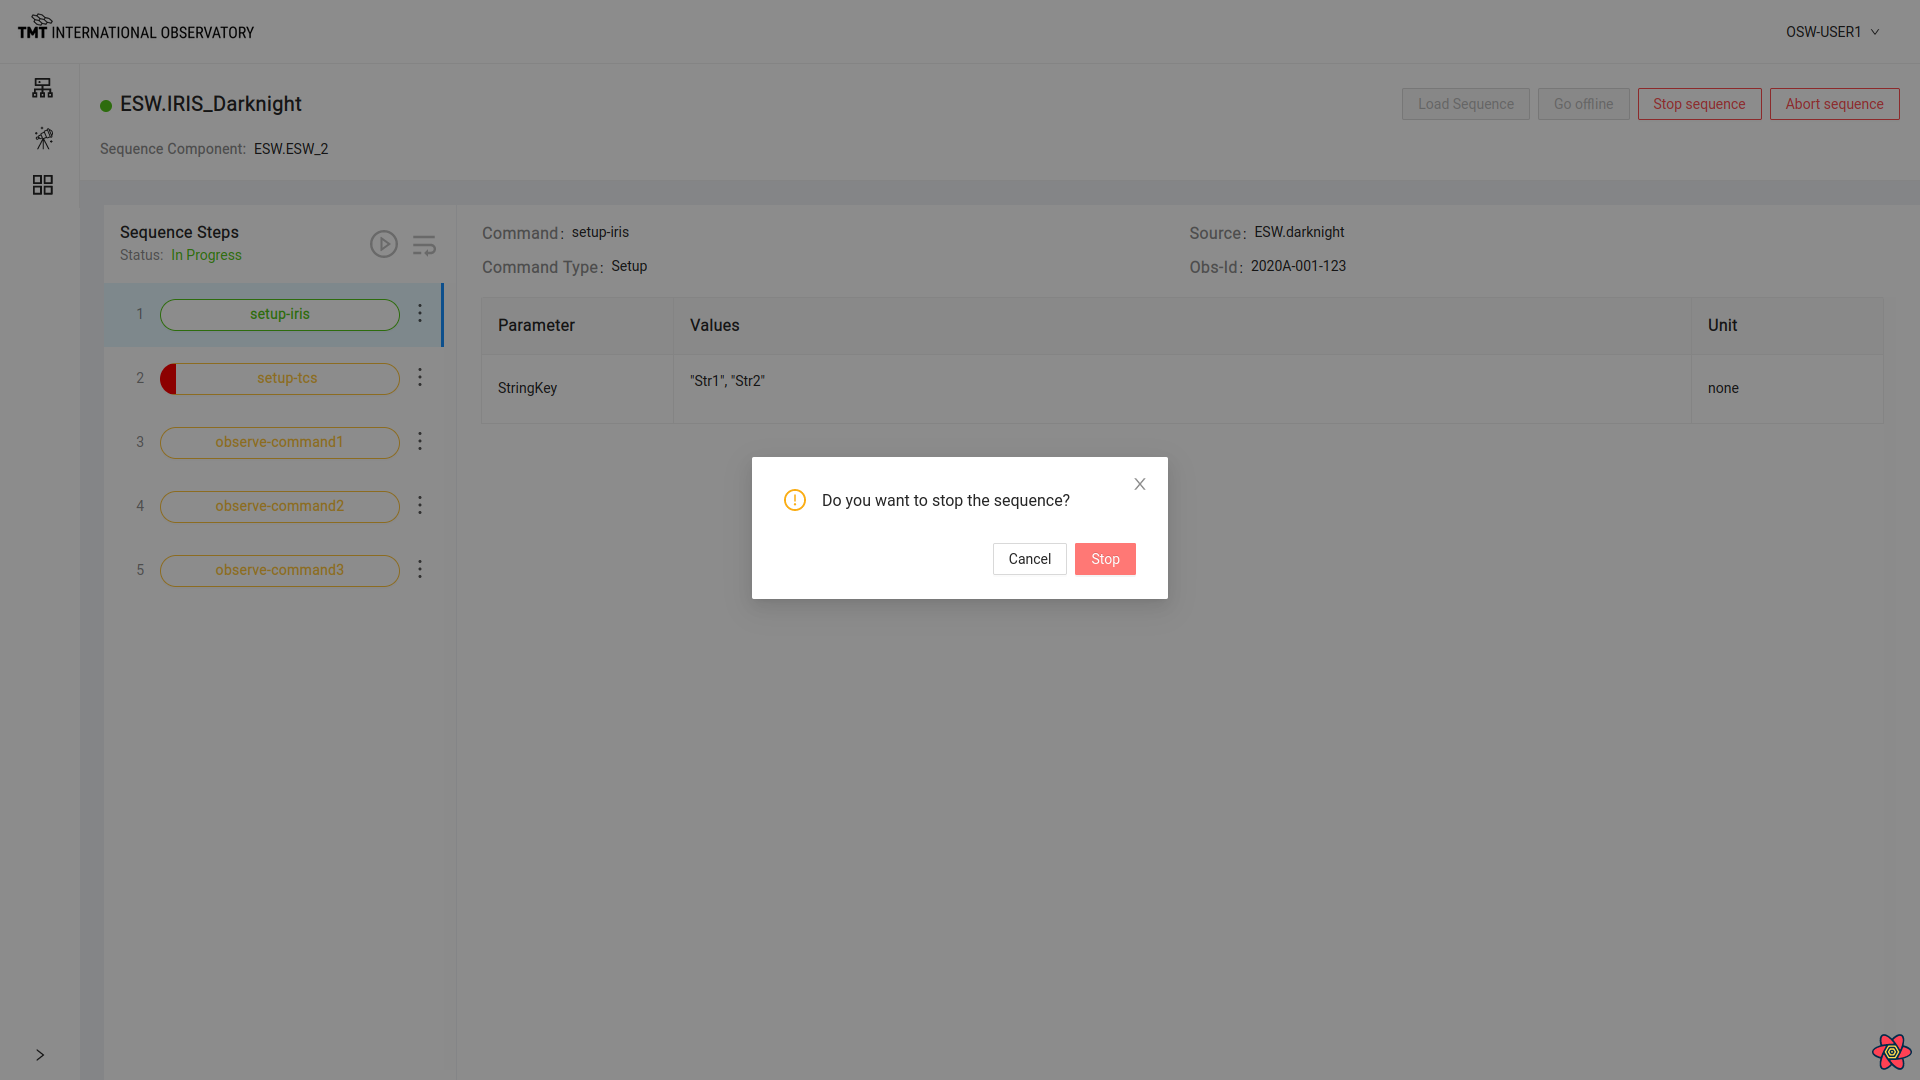 TMT INTERNATIONAL OBSERVATORY
OSW-USER1
ESW.IRIS_Darknight
Load Sequence
Go offline
Stop sequence
Abort sequence
Sequence Component: ESW.ESW_2
Sequence Steps
Status: In Progress
1 setup-iris
2 setup-tcs
3 observe-command1
4 observe-command2
5 observe-command3
Command: setup-iris
Source: ESW.darknight
Command Type: Setup
Obs-Id: 2020A-001-123
Parameter Values Unit
StringKey "Str1", "Str2" none
Do you want to stop the sequence?
Cancel Stop